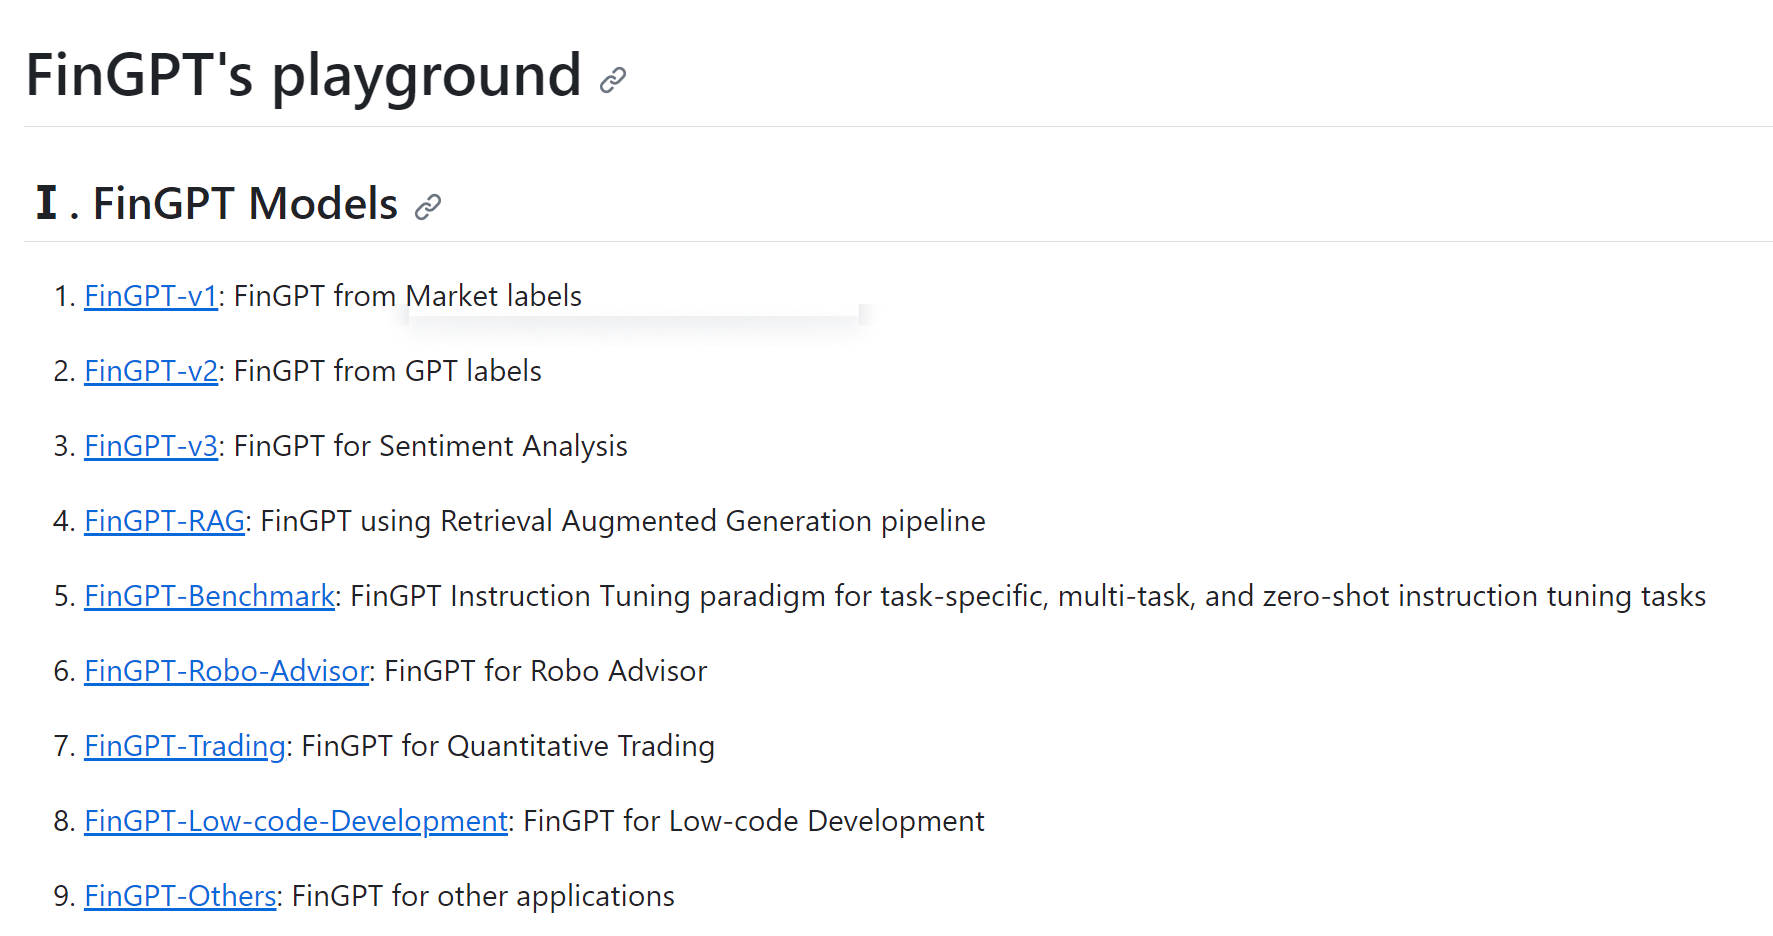 FinGPT's playground
Ⅰ. FinGPT Models
1. FinGPT-v1: FinGPT from Market labels
2. FinGPT-v2: FinGPT from GPT labels
3. FinGPT-v3: FinGPT for Sentiment Analysis
4. FinGPT-RAG: FinGPT using Retrieval Augmented Generation pipeline
5. FinGPT-Benchmark: FinGPT Instruction Tuning paradigm for task-specific, multi-task, and zero-shot instruction tuning tasks
6. FinGPT-Robo-Advisor: FinGPT for Robo Advisor
7. FinGPT-Trading: FinGPT for Quantitative Trading
8. FinGPT-Low-code-Development: FinGPT for Low-code Development
9. FinGPT-Others: FinGPT for other applications